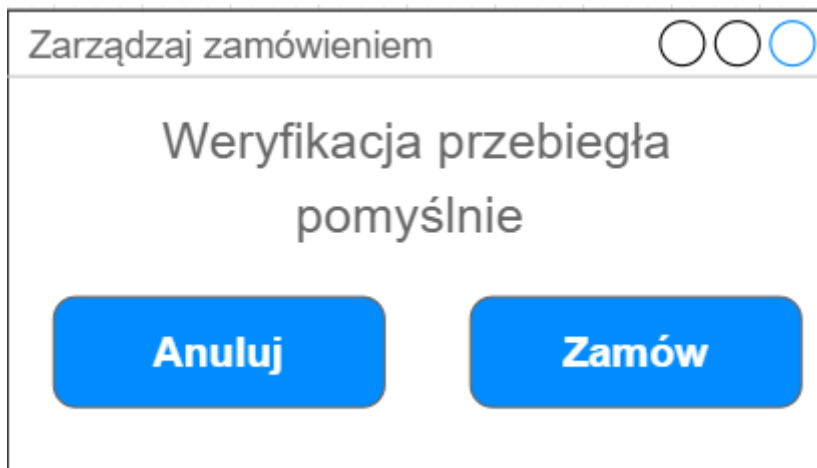 Zarządzaj zamówieniem
Weryfikacja przebiegła
pomyślnie
Anuluj
Zamów